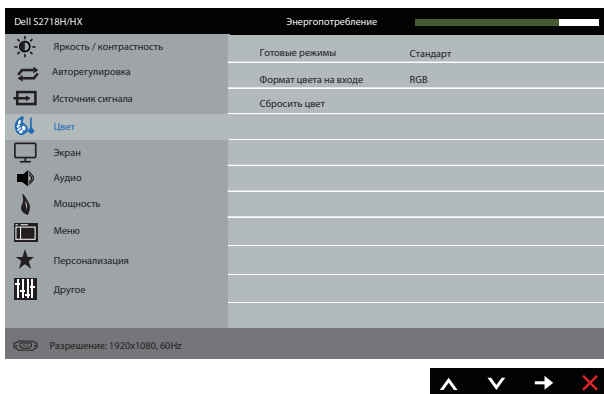 Dell S2718H/HX Энергопотребление
Яркость / контрастность
Готовые режимы Стандарт
Авторегулировка
Формат цвета на входе RGB
Источник сигнала
Сбросить цвет
Цвет
Экран
Аудио
Мощность
Меню
Персонализация
Другое
Разрешение: 1920x1080, 60Hz